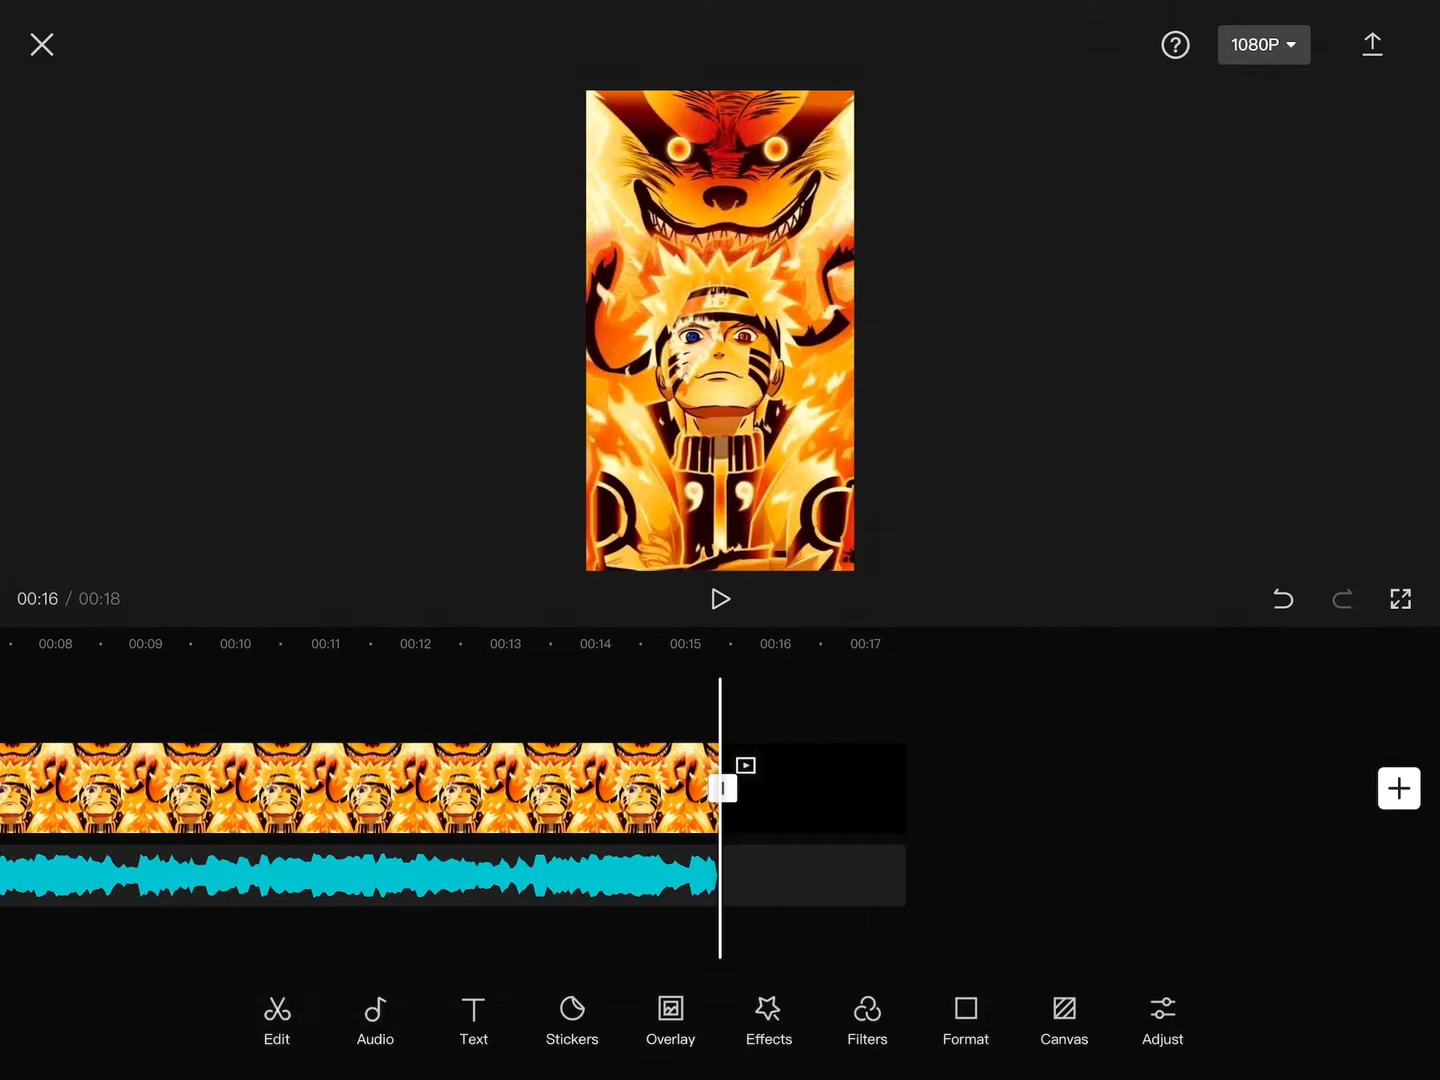 1080P
00:16 / 00:18
00:08 00:09 00:10 00:11 00:12 00:13 00:14 00:15 00:16 00:17
Edit Audio Text Stickers Overlay Effects Filters Format Canvas Adjust